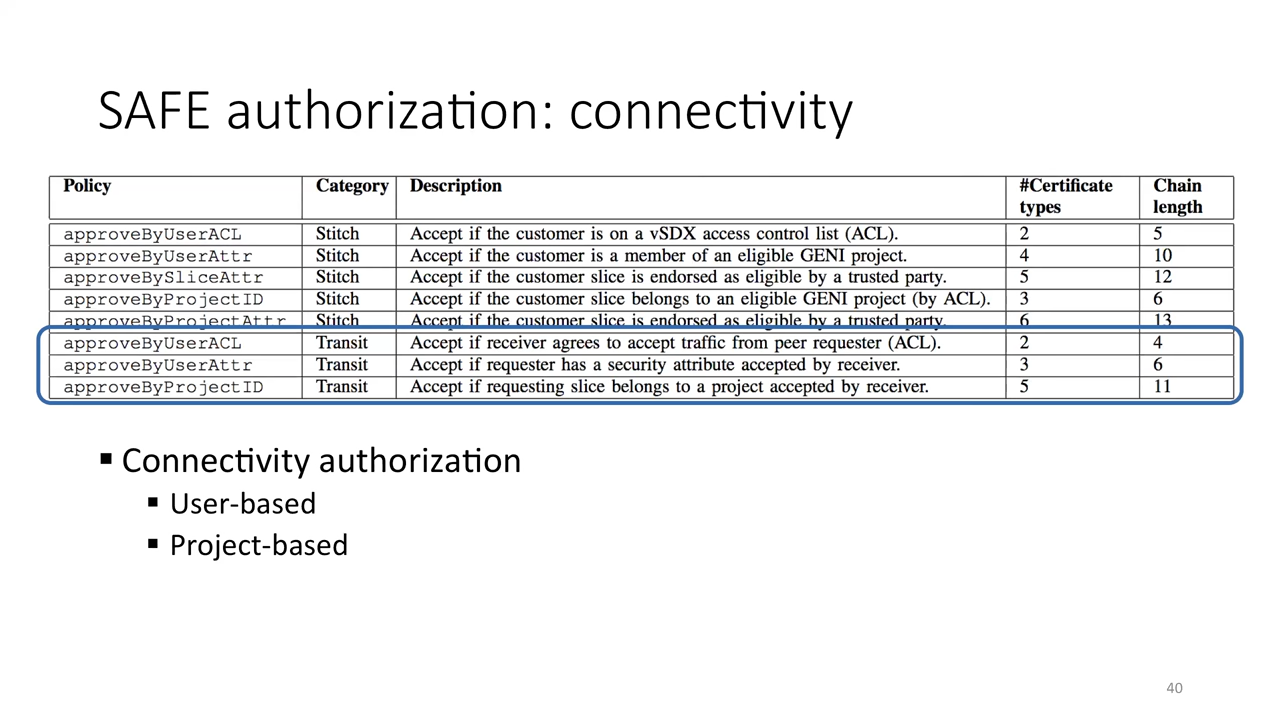 SAFE authorization: connectivity
Policy Category Description #Certificate types Chain length
approveByUserACL Stitch Accept if the customer is on a vSDX access control list (ACL). 2 5
approveByUserAttr Stitch Accept if the customer is a member of an eligible GENI project. 4 10
approveBySliceAttr Stitch Accept if the customer slice is endorsed as eligible by a trusted party. 5 12
approveByProjectID Stitch Accept if the customer slice belongs to an eligible GENI project (by ACL). 3 6
approveByProjectAttr Stitch Accept if the customer slice is endorsed as eligible by a trusted party. 6 13
approveByUserACL Transit Accept if receiver agrees to accept traffic from peer requester (ACL). 2 4
approveByUserAttr Transit Accept if requester has a security attribute accepted by receiver. 3 6
approveByProjectID Transit Accept if requesting slice belongs to a project accepted by receiver. 5 11
▪ Connectivity authorization
▪ User-based
▪ Project-based
40